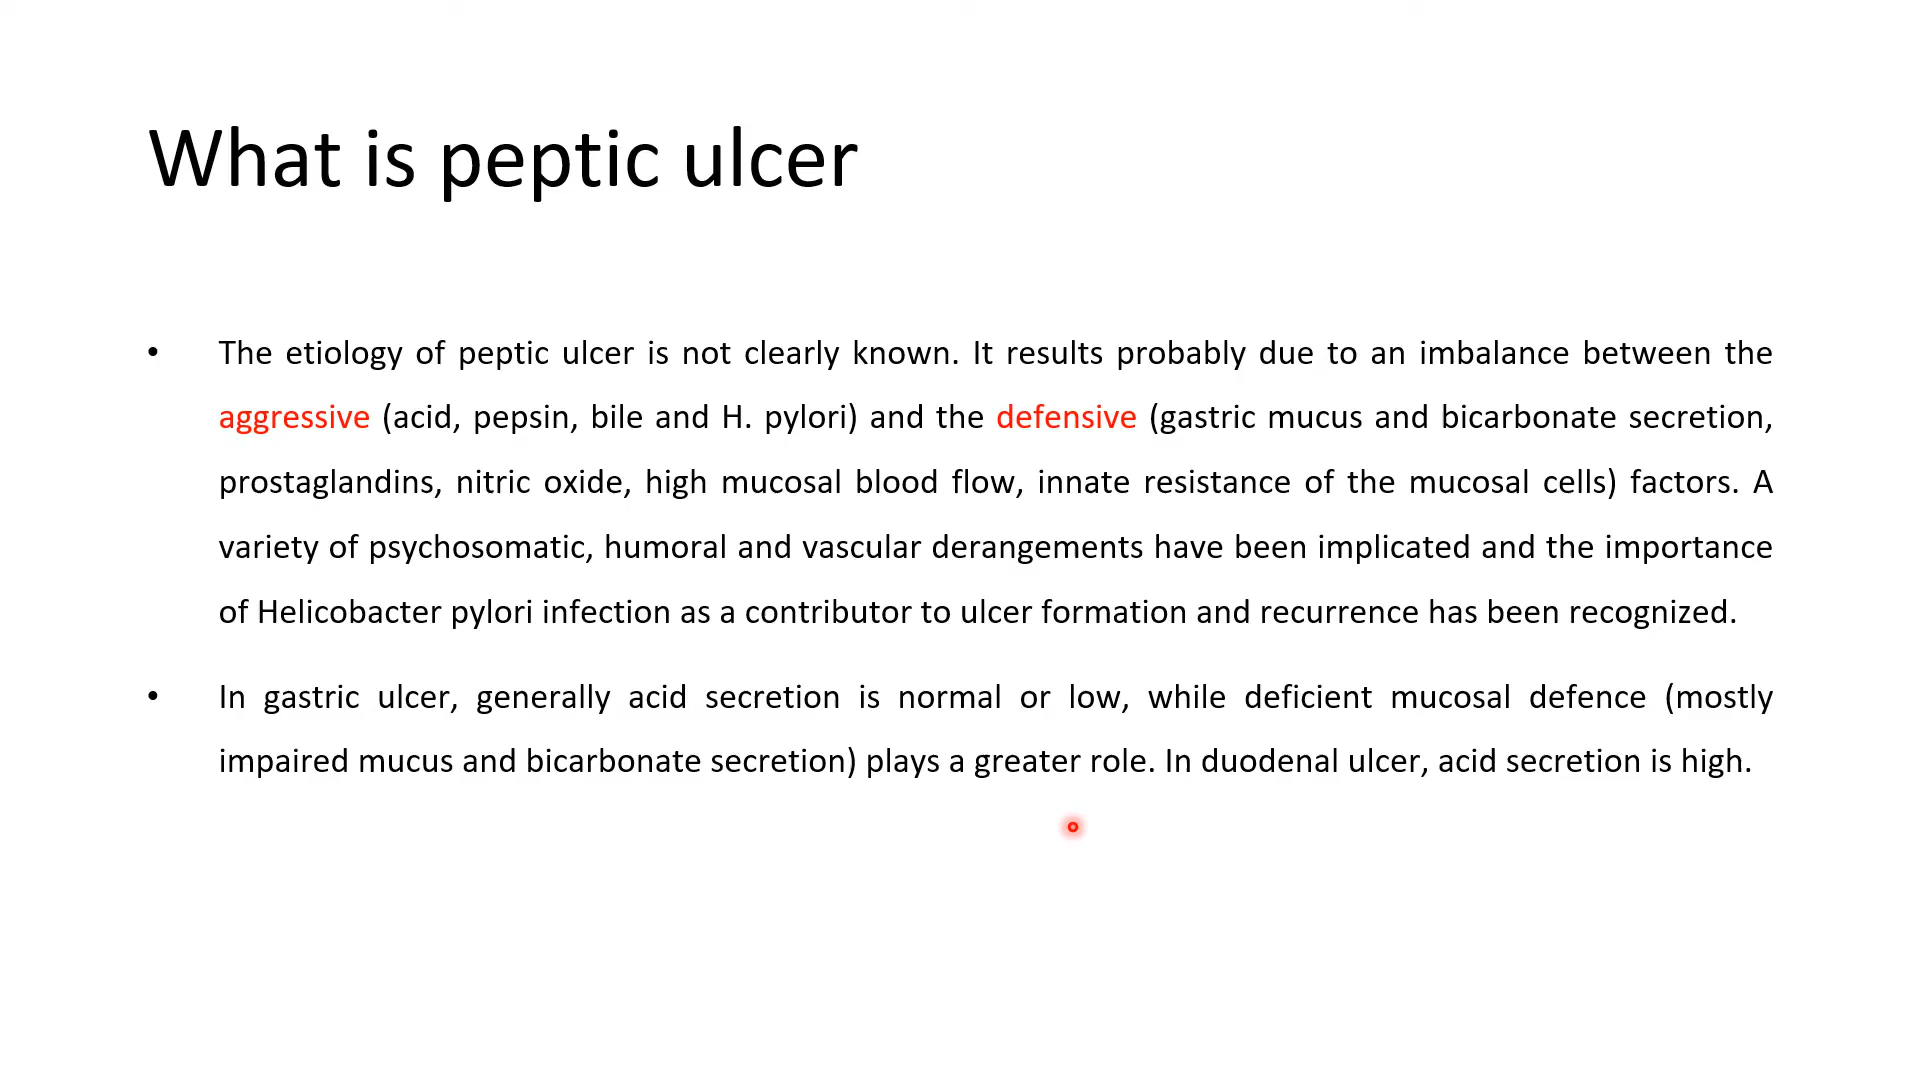 What is peptic ulcer
• The etiology of peptic ulcer is not clearly known. It results probably due to an imbalance between the
aggressive (acid, pepsin, bile and H. pylori) and the defensive (gastric mucus and bicarbonate secretion,
prostaglandins, nitric oxide, high mucosal blood flow, innate resistance of the mucosal cells) factors. A
variety of psychosomatic, humoral and vascular derangements have been implicated and the importance
of Helicobacter pylori infection as a contributor to ulcer formation and recurrence has been recognized.
• In gastric ulcer, generally acid secretion is normal or low, while deficient mucosal defence (mostly
impaired mucus and bicarbonate secretion) plays a greater role. In duodenal ulcer, acid secretion is high.